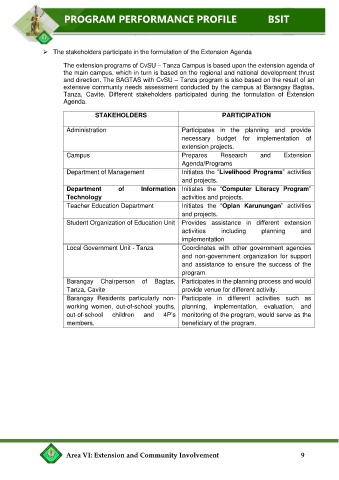 PROGRAM PERFORMANCE PROFILE BSIT
➢ The stakeholders participate in the formulation of the Extension Agenda
The extension programs of CvSU – Tanza Campus is based upon the extension agenda of
the main campus, which in turn is based on the regional and national development thrust
and direction. The BAGTAS with CvSU – Tanza program is also based on the result of an
extensive community needs assessment conducted by the campus at Barangay Bagtas,
Tanza, Cavite. Different stakeholders participated during the formulation of Extension
Agenda.
STAKEHOLDERS PARTICIPATION
Administration Participates in the planning and provide
necessary budget for implementation of
extension projects.
Campus Prepares Research and Extension
Agenda/Programs
Department of Management Initiates the "Livelihood Programs" activities
and projects.
Department of Information Initiates the "Computer Literacy Program"
Technology activities and projects.
Teacher Education Department Initiates the "Oplan Karunungan" activities
and projects.
Student Organization of Education Unit Provides assistance in different extension
activities including planning and
implementation
Local Government Unit - Tanza Coordinates with other government agencies
and non-government organization for support
and assistance to ensure the success of the
program.
Barangay Chairperson of Bagtas, Participates in the planning process and would
Tanza, Cavite provide venue for different activity.
Barangay Residents particularly non- Participate in different activities such as
working women, out-of-school youths, planning, implementation, evaluation, and
out-of-school children and 4P's monitoring of the program, would serve as the
members, beneficiary of the program.
Area VI: Extension and Community Involvement 9